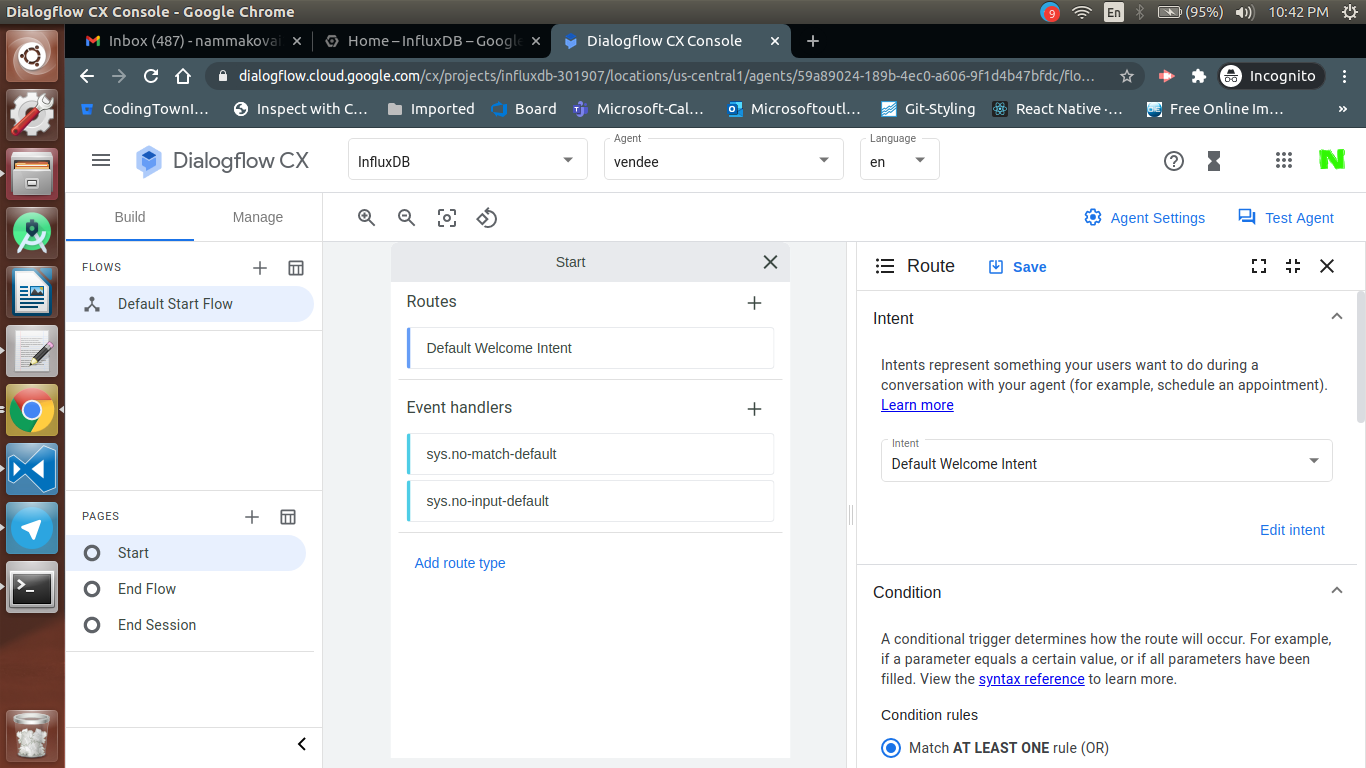 Dialogflow CX Console - Google Chrome
9
En
(95%)
10:42 PM
Inbox (487) - nammakoval
Home – InfluxDB – Google
Dialogflow CX Console
dialogflow.cloud.google.com/cx/projects/influxdb-301907/locations/us-central1/agents/59a89024-189b-4ec0-a606-9f1d4b47bfdc/flo...
Incognito
CodingTownI...
Inspect with C...
Imported
Board
Microsoft-Cal...
Microsoftoutl...
Git-Styling
React Native ·...
Free Online Im...
»
Dialogflow CX
InfluxDB
Agent
vendee
Language
en
N
Build
Manage
Agent Settings
Test Agent
FLOWS
Default Start Flow
PAGES
Start
End Flow
End Session
Start
Routes
Default Welcome Intent
Event handlers
sys.no-match-default
sys.no-input-default
Add route type
Route
Save
Intent
Intents represent something your users want to do during a
conversation with your agent (for example, schedule an appointment).
Learn more
Intent
Default Welcome Intent
Edit intent
Condition
A conditional trigger determines how the route will occur. For example,
if a parameter equals a certain value, or if all parameters have been
filled. View the syntax reference to learn more.
Condition rules
Match AT LEAST ONE rule (OR)